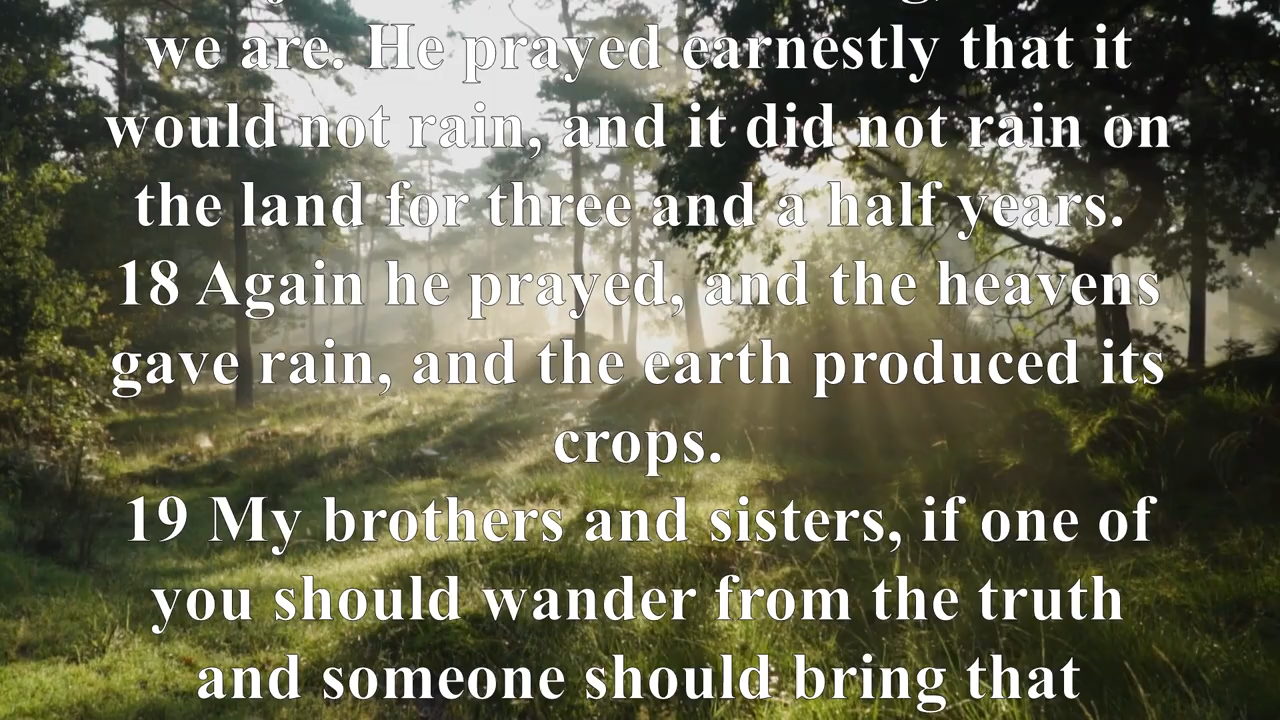 we are. He prayed earnestly that it
would not rain, and it did not rain on
the land for three and a half years.
18 Again he prayed, and the heavens
gave rain, and the earth produced its
crops.
19 My brothers and sisters, if one of
you should wander from the truth
and someone should bring that